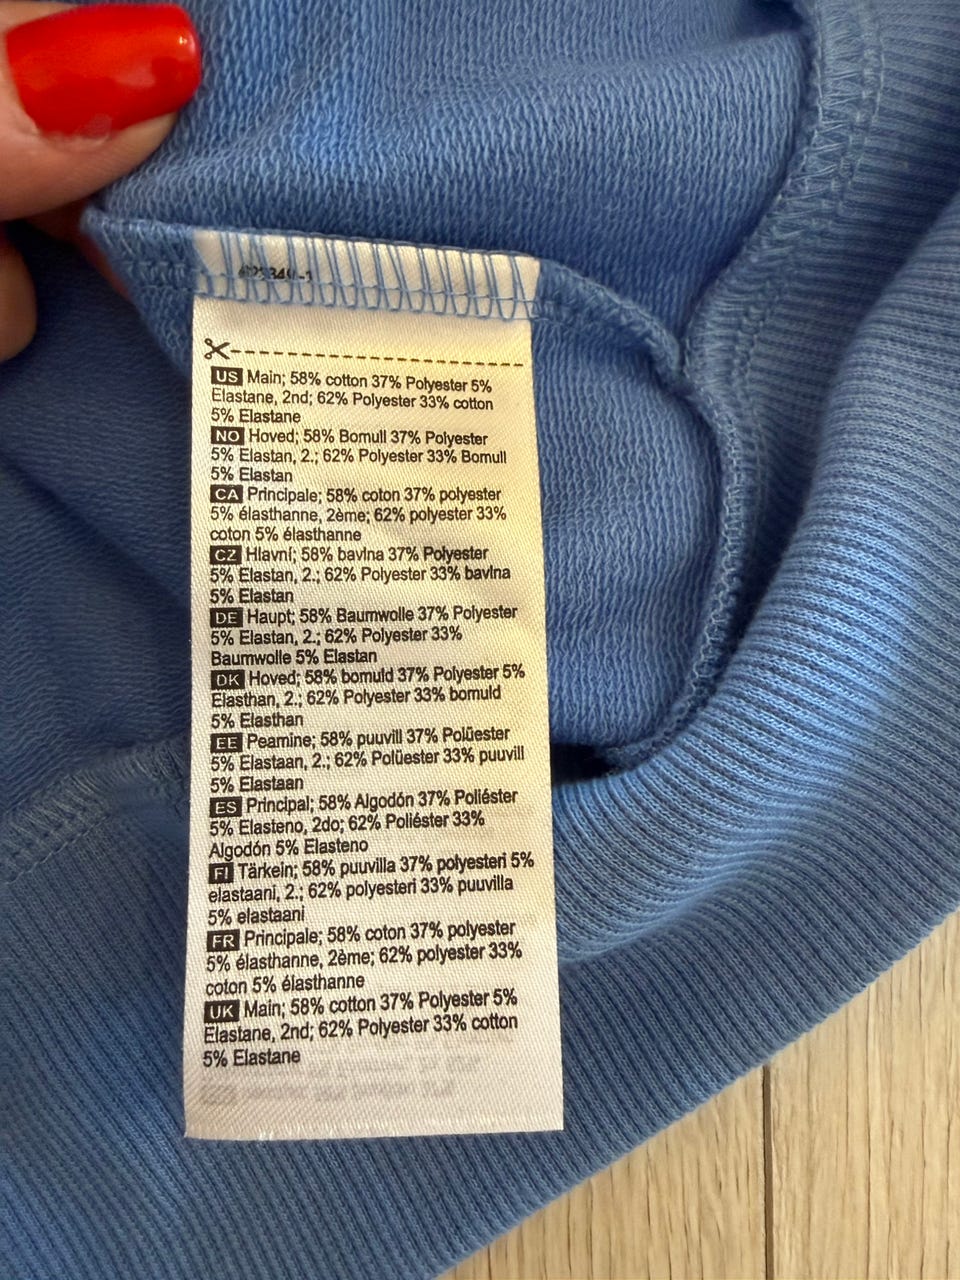 US Main; 58% cotton 37% Polyester 5%
Elastane, 2nd; 62% Polyester 33% cotton
5% Elastane
NO Hoved; 58% Bomull 37% Polyester
5% Elastan, 2.; 62% Polyester 33% Bomull
5% Elastan
CA Principale; 58% coton 37% polyester
5% élasthanne, 2ème; 62% polyester 33%
coton 5% élasthanne
CZ Hlavní; 58% bavlna 37% Polyester
5% Elastan, 2.; 62% Polyester 33% bavlna
5% Elastan
DE Haupt; 58% Baumwolle 37% Polyester
5% Elastan, 2.; 62% Polyester 33%
Baumwolle 5% Elastan
DK Hoved; 58% bomuld 37% Polyester 5%
Elasthan, 2.; 62% Polyester 33% bomuld
5% Elasthan
EE Peamine; 58% puuvill 37% Polüester
5% Elastaan, 2.; 62% Polüester 33% puuvill
5% Elastaan
ES Principal; 58% Algodón 37% Poliéster
5% Elasteno, 2do; 62% Poliéster 33%
Algodón 5% Elasteno
FI Tärkein; 58% puuvilla 37% polyesteri 5%
elastaani, 2.; 62% polyesteri 33% puuvilla
5% elastaani
FR Principale; 58% coton 37% polyester
5% élasthanne, 2ème; 62% polyester 33%
coton 5% élasthanne
UK Main; 58% cotton 37% Polyester 5%
Elastane, 2nd; 62% Polyester 33% cotton
5% Elastane